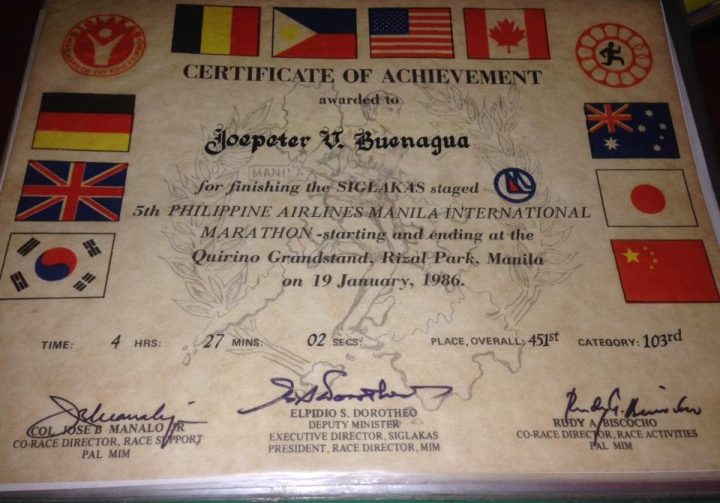 SIGLAKAS
CERTIFICATE OF ACHIEVEMENT
awarded to
Joepeter V. Buenagua
MANILA
for finishing the SIGLAKAS staged
5th PHILIPPINE AIRLINES MANILA INTERNATIONAL
MARATHON -starting and ending at the
Quirino Grandstand, Rizal Park, Manila
on 19 January, 1986.
TIME: 4 HRS: 27 MINS: 02 SECS: PLACE, OVERALL: 451st CATEGORY: 103rd
COL JOSE B MANALO JR
CO-RACE DIRECTOR, RACE SUPPORT
PAL MIM
ELPIDIO S. DOROTHEO
DEPUTY MINISTER
EXECUTIVE DIRECTOR, SIGLAKAS
PRESIDENT, RACE DIRECTOR, MIM
RUDY A. BISCOCHO
CO-RACE DIRECTOR, RACE ACTIVITIES
PAL MIM